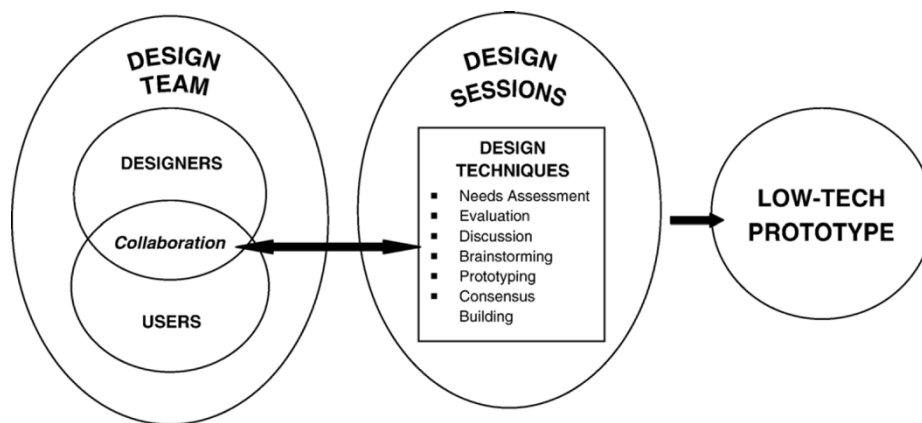 DESIGN
TEAM
DESIGNERS
Collaboration
USERS
DESIGN
SESSIONS
DESIGN
TECHNIQUES
▪ Needs Assessment
▪ Evaluation
▪ Discussion
▪ Brainstorming
▪ Prototyping
▪ Consensus
Building
LOW-TECH
PROTOTYPE